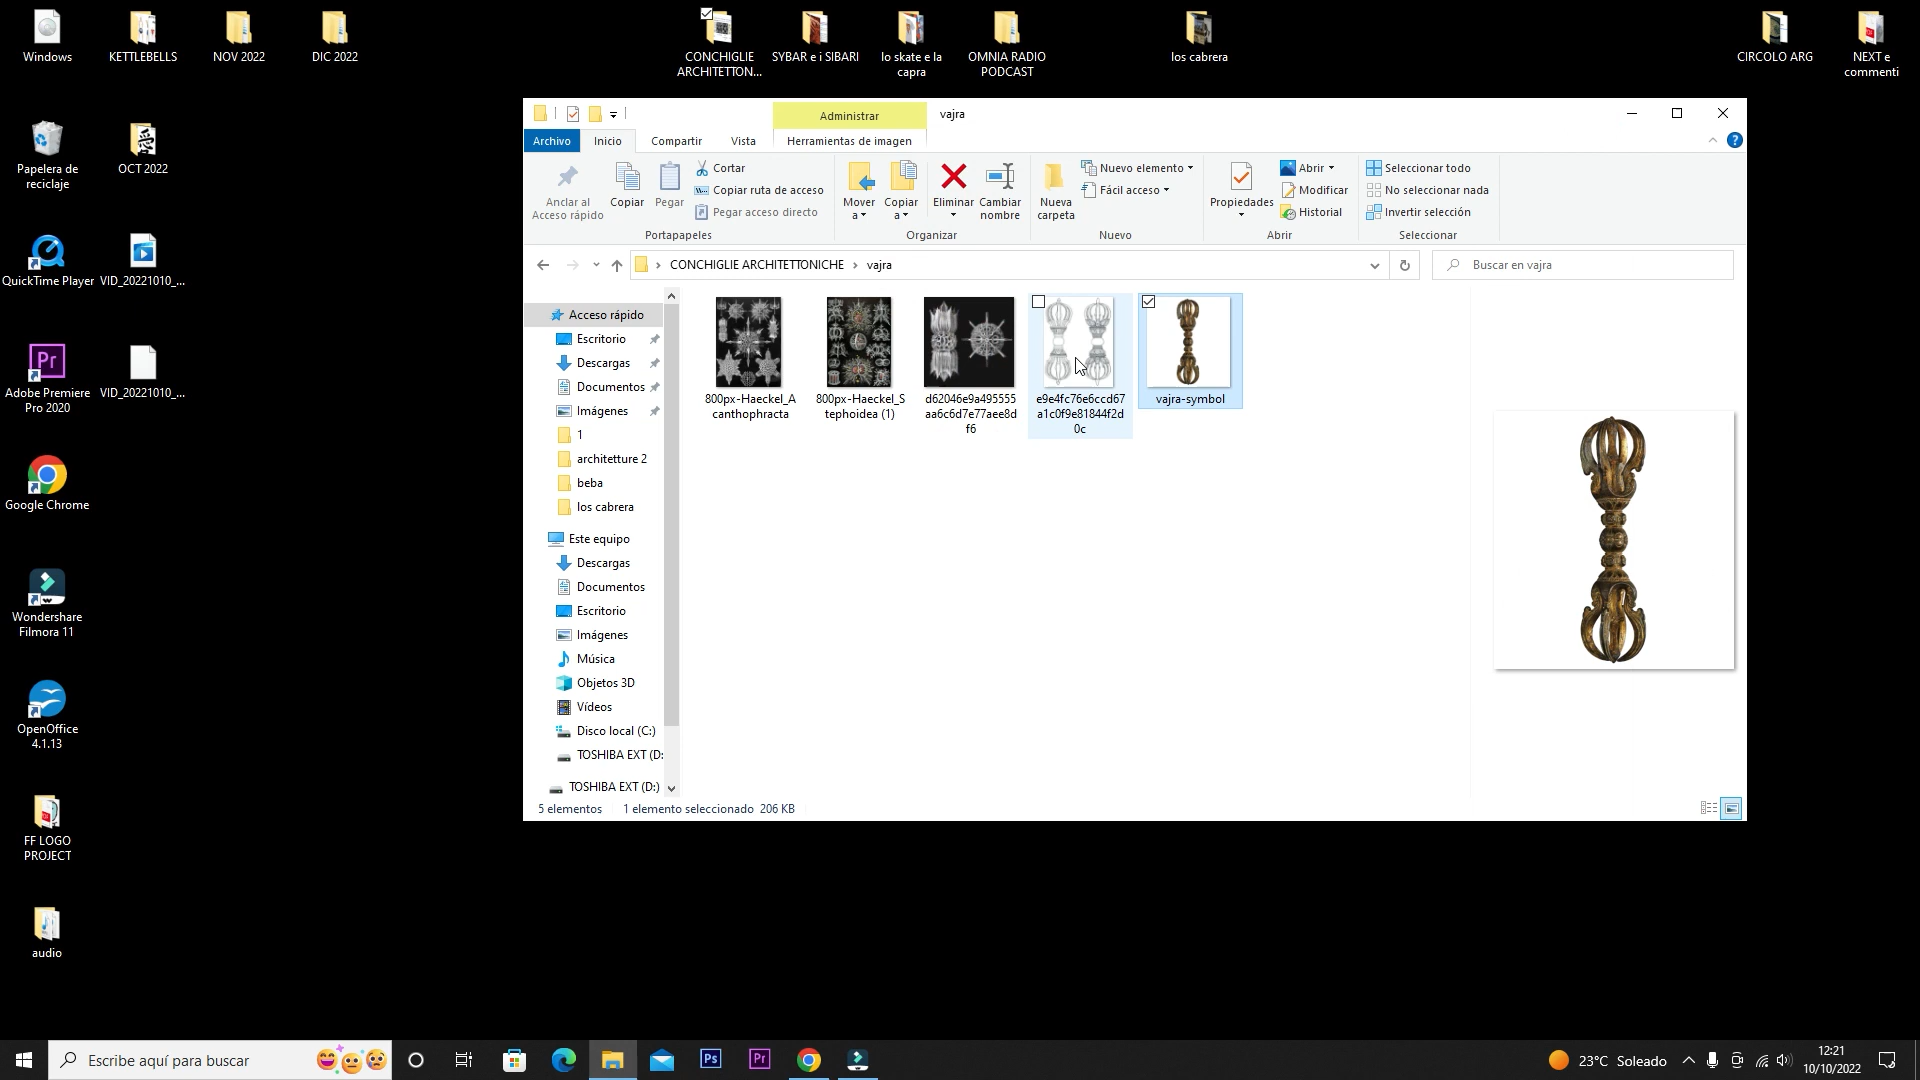 Windows
KETTLEBELLS
NOV 2022
DIC 2022
CONCHIGLIE
ARCHITETTON...
SYBAR e i SIBARI
lo skate e la
capra
OMNIA RADIO
PODCAST
los cabrera
CIRCOLO ARG
NEXT e
commenti
Papelera de
reciclaje
OCT 2022
QuickTime Player
VID_20221010_...
Adobe Premiere
Pro 2020
VID_20221010_...
Google Chrome
Wondershare
Filmora 11
OpenOffice
4.1.13
FF LOGO
PROJECT
audio
Administrar
vajra
Archivo
Inicio
Compartir
Vista
Herramientas de imagen
Anclar al
Acceso rápido
Copiar
Pegar
Cortar
Copiar ruta de acceso
Pegar acceso directo
Portapapeles
Mover
a
Copiar
a
Eliminar
Cambiar
nombre
Organizar
Nueva
carpeta
Nuevo elemento
Fácil acceso
Nuevo
Propiedades
Abrir
Modificar
Historial
Abrir
Seleccionar todo
No seleccionar nada
Invertir selección
Seleccionar
CONCHIGLIE ARCHITETTONICHE › vajra
Buscar en vajra
Acceso rápido
Escritorio
Descargas
Documentos
Imágenes
1
architetture 2
beba
los cabrera
Este equipo
Descargas
Documentos
Escritorio
Imágenes
Música
Objetos 3D
Vídeos
Disco local (C:)
TOSHIBA EXT (D:
TOSHIBA EXT (D:)
800px-Haeckel_A
canthophracta
800px-Haeckel_S
tephoidea (1)
d62046e9a495555
aa6c6d7e77aee8d
f6
e9e4fc76e6ccd67
a1c0f9e81844f2d
0c
vajra-symbol
5 elementos
1 elemento seleccionado 206 KB
Escribe aquí para buscar
Ps
Pr
23°C Soleado
12:21
10/10/2022